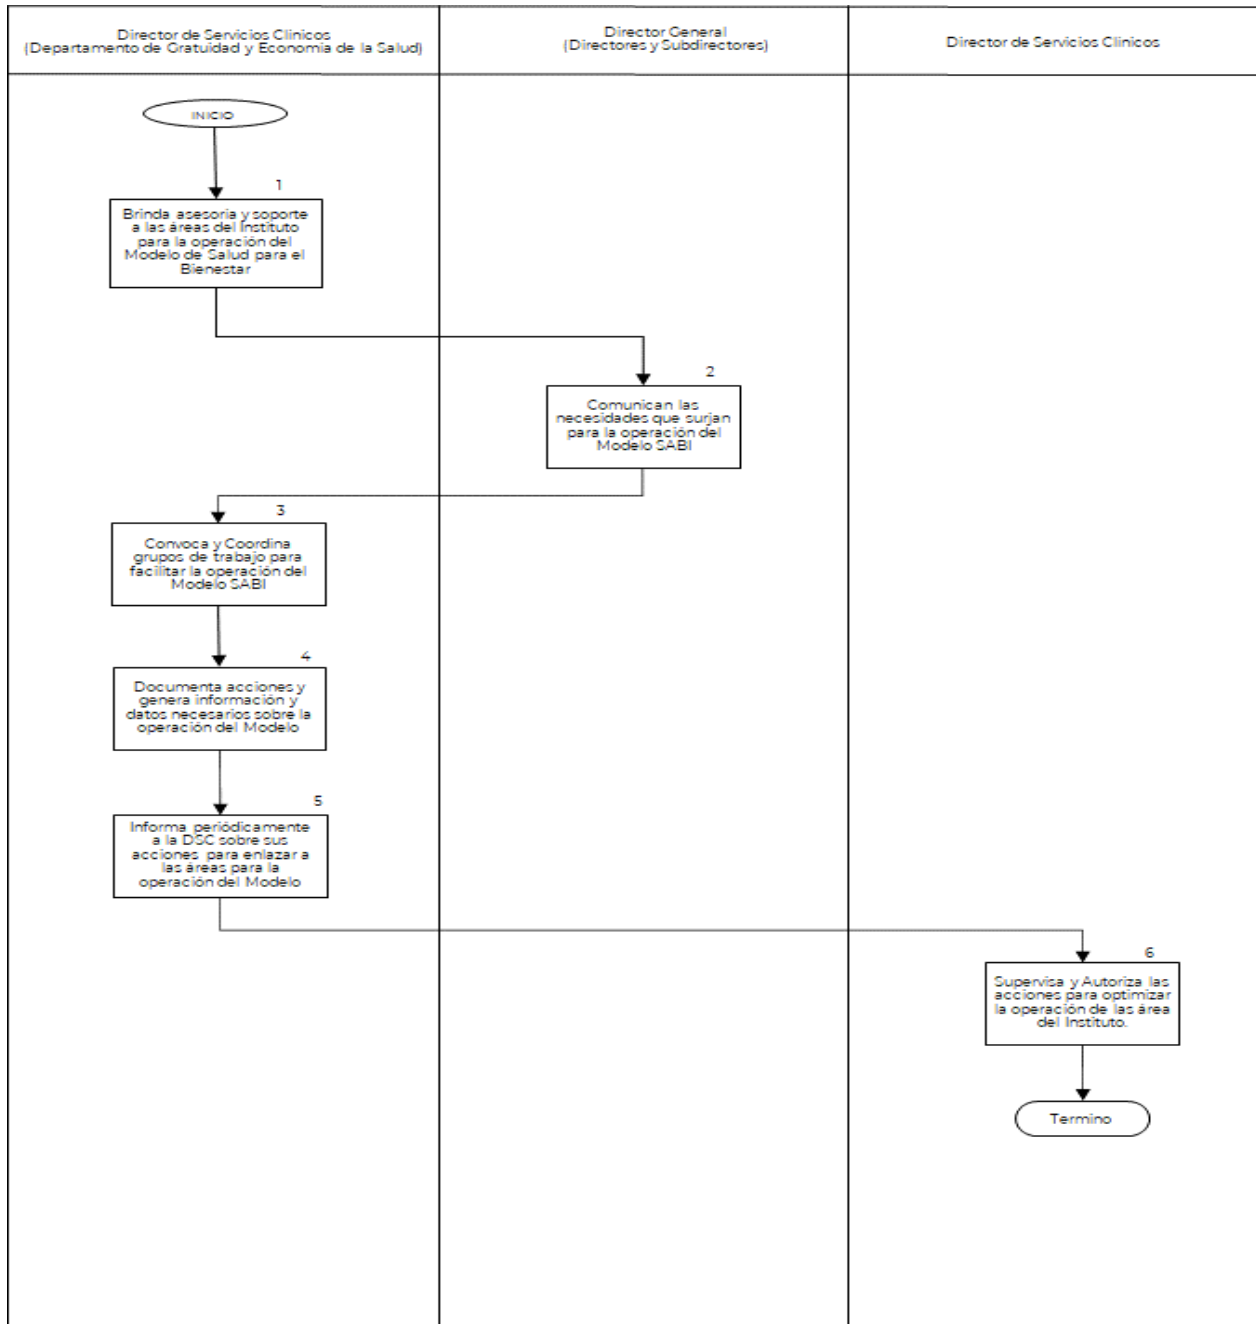 Director de Servicios Clínicos
(Departamento de Gratuidad y Economía de la Salud)
Director General
(Directores y Subdirectores)
Director de Servicios Clínicos
INICIO
1
Brinda asesoría y soporte
a las áreas del Instituto
para la operación del
Modelo de Salud para el
Bienestar
2
Comunican las
necesidades que surjan
para la operación del
Modelo SABI
3
Convoca y Coordina
grupos de trabajo para
facilitar la operación del
Modelo SABI
4
Documenta acciones y
genera información y
datos necesarios sobre la
operación del Modelo
5
Informa periódicamente
a la DSC sobre sus
acciones para enlazar a
las áreas para la
operación del Modelo
6
Supervisa y Autoriza las
acciones para optimizar
la operación de las área
del Instituto.
Termino